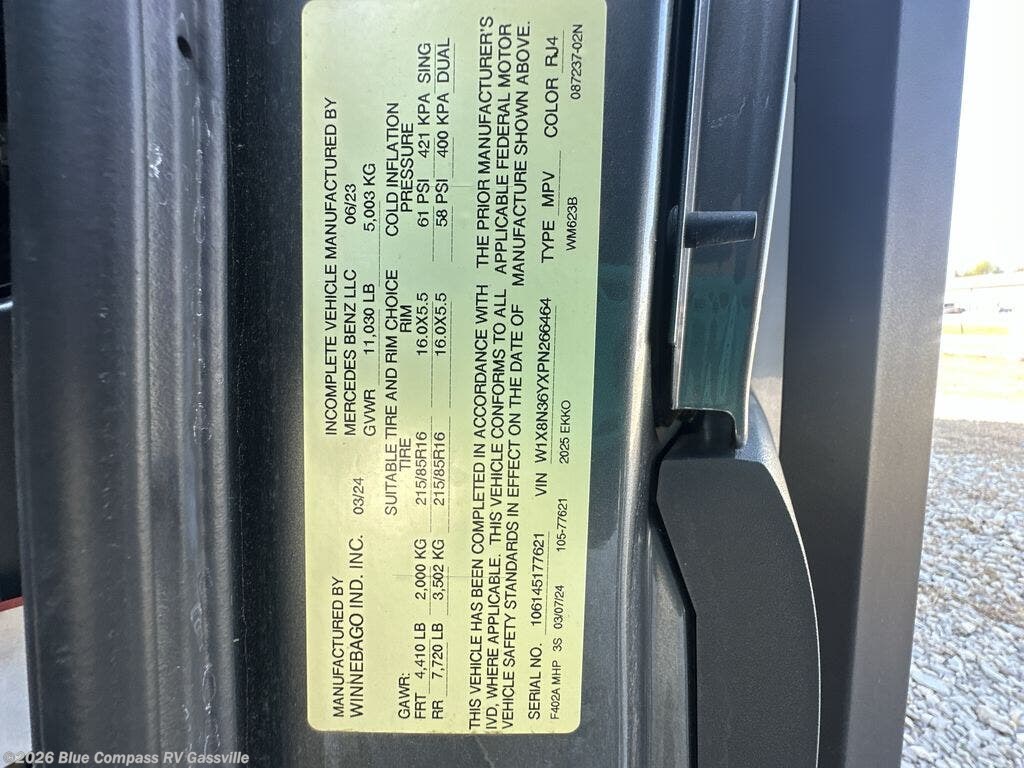 MANUFACTURED BY INCOMPLETE VEHICLE MANUFACTURED BY
WINNEBAGO IND. INC. 03/24 MERCEDES BENZ LLC 06/23
GVWR 11,030 LB 5,003 KG
GAWR: SUITABLE TIRE AND RIM CHOICE COLD INFLATION
TIRE RIM PRESSURE
FRT 4,410 LB 2,000 KG 215/85R16 16.0X5.5 61 PSI 421 KPA SING
RR 7,720 LB 3,502 KG 215/85R16 16.0X5.5 58 PSI 400 KPA DUAL
THIS VEHICLE HAS BEEN COMPLETED IN ACCORDANCE WITH THE PRIOR MANUFACTURER'S
IVD, WHERE APPLICABLE. THIS VEHICLE CONFORMS TO ALL APPLICABLE FEDERAL MOTOR
VEHICLE SAFETY STANDARDS IN EFFECT ON THE DATE OF MANUFACTURE SHOWN ABOVE.
SERIAL NO. 106145177621 VIN W1X8N36YXPN266464 TYPE MPV COLOR RJ4
F402A MHP 3S 03/07/24 105-77621 2025 EKKO WM623B 087237-02N
©2026 Blue Compass RV Gassville